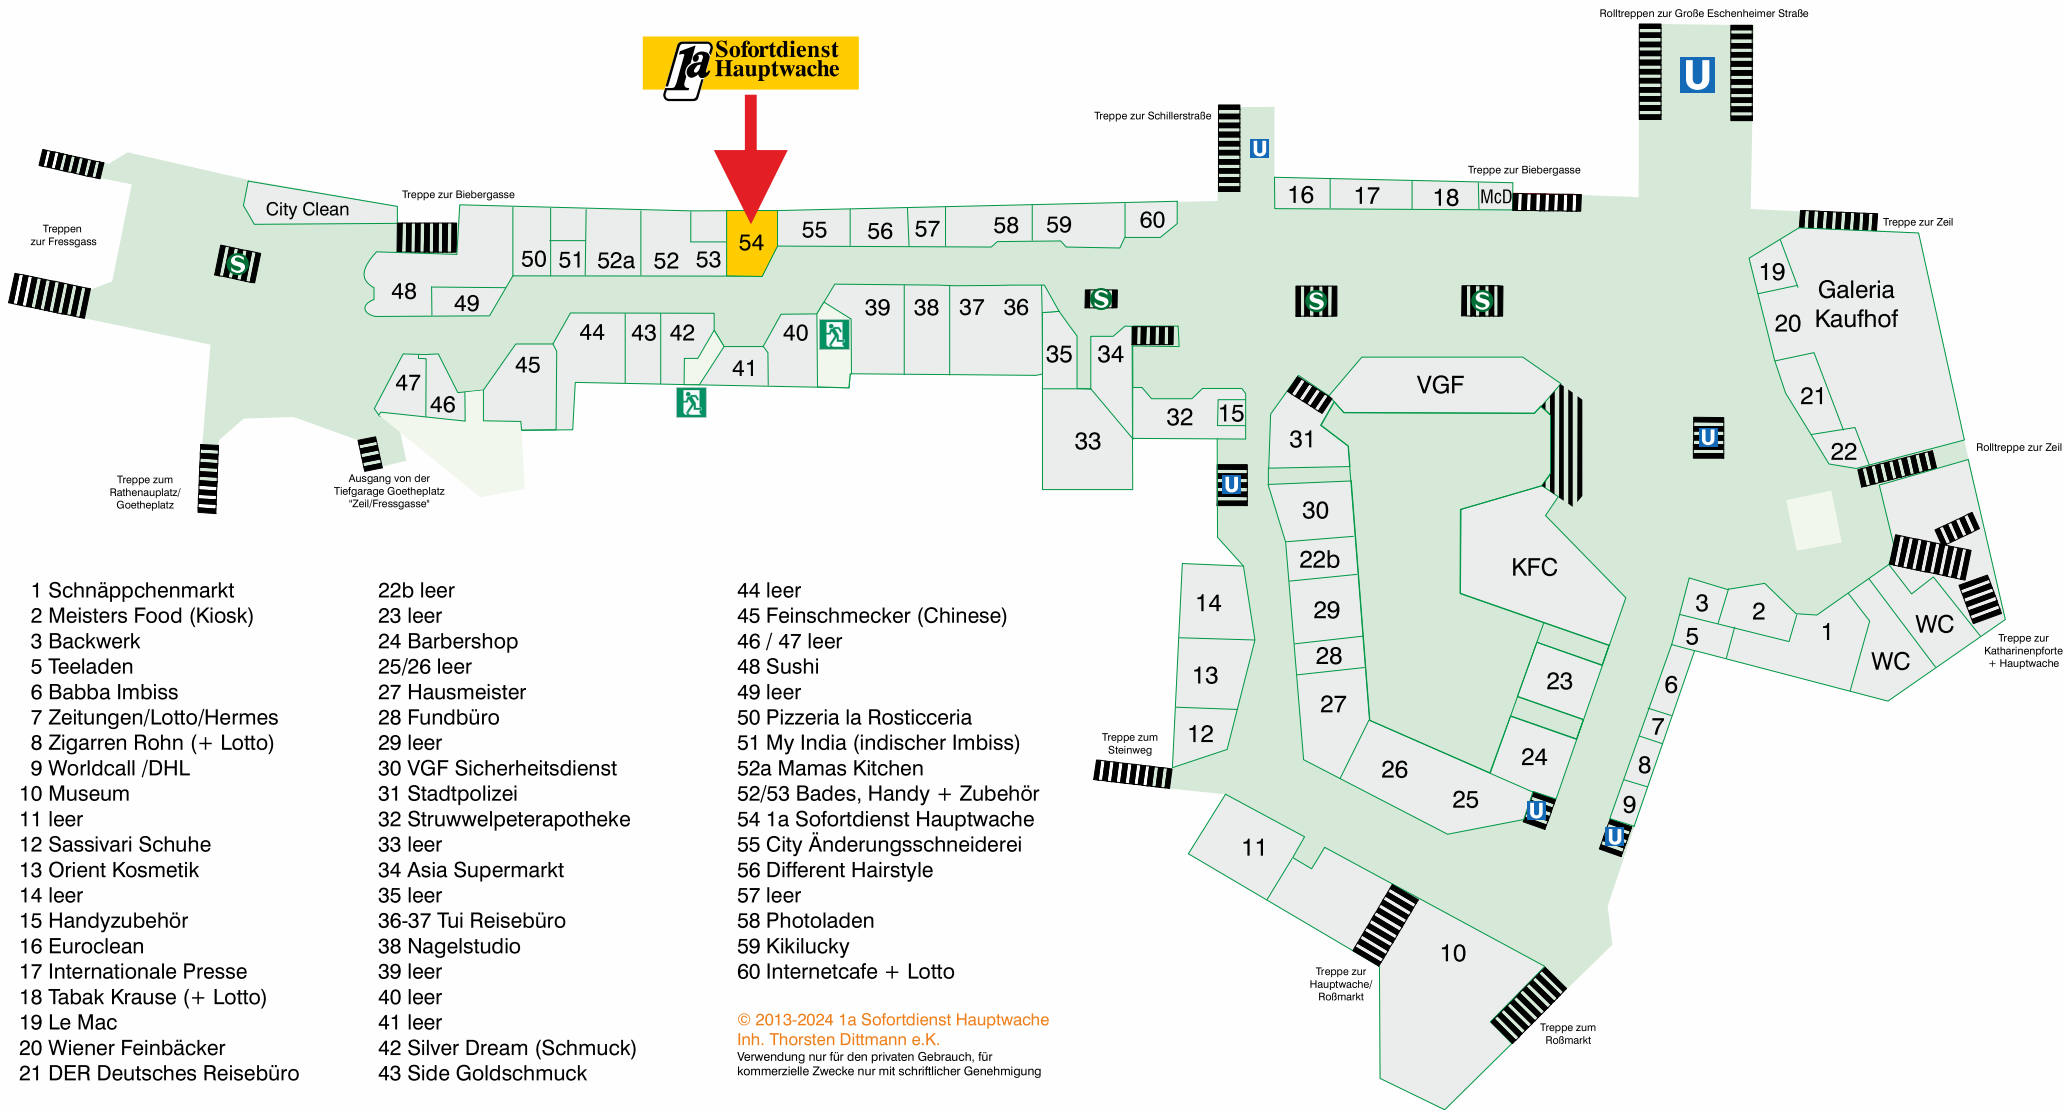 Rolltreppen zur Große Eschenheimer Straße
1a Sofortdienst
Hauptwache
U
Treppe zur Schillerstraße
U
Treppe zur Biebergasse
16
17
18
McD
Treppe zur Zeil
Treppen
zur Fressgass
S
City Clean
Treppe zur Biebergasse
48
49
50
51
52a
52
53
54
55
56
57
58
59
60
S
S
S
19
20
Galeria
Kaufhof
21
22
Rolltreppe zur Zeil
47
46
45
44
43
42
41
40
39
38
37
36
35
34
33
32
15
U
VGF
31
30
22b
29
28
27
26
25
U
KFC
23
24
U
Treppe zum
Rathenauplatz/
Goetheplatz
Ausgang von der
Tiefgarage Goetheplatz
"Zeil/Fressgasse"
14
13
12
Treppe zum
Steinweg
11
10
Treppe zur
Hauptwache/
Roßmarkt
Treppe zum
Roßmarkt
3
2
1
5
6
7
8
9
U
WC
WC
Treppe zur
Katharinenpforte
+ Hauptwache
1 Schnäppchenmarkt
2 Meisters Food (Kiosk)
3 Backwerk
5 Teeladen
6 Babba Imbiss
7 Zeitungen/Lotto/Hermes
8 Zigarren Rohn (+ Lotto)
9 Worldcall /DHL
10 Museum
11 leer
12 Sassivari Schuhe
13 Orient Kosmetik
14 leer
15 Handyzubehör
16 Euroclean
17 Internationale Presse
18 Tabak Krause (+ Lotto)
19 Le Mac
20 Wiener Feinbäcker
21 DER Deutsches Reisebüro
22b leer
23 leer
24 Barbershop
25/26 leer
27 Hausmeister
28 Fundbüro
29 leer
30 VGF Sicherheitsdienst
31 Stadtpolizei
32 Struwwelpeterapotheke
33 leer
34 Asia Supermarkt
35 leer
36-37 Tui Reisebüro
38 Nagelstudio
39 leer
40 leer
41 leer
42 Silver Dream (Schmuck)
43 Side Goldschmuck
44 leer
45 Feinschmecker (Chinese)
46 / 47 leer
48 Sushi
49 leer
50 Pizzeria la Rosticceria
51 My India (indischer Imbiss)
52a Mamas Kitchen
52/53 Bades, Handy + Zubehör
54 1a Sofortdienst Hauptwache
55 City Änderungsschneiderei
56 Different Hairstyle
57 leer
58 Photoladen
59 Kikilucky
60 Internetcafe + Lotto
© 2013-2024 1a Sofortdienst Hauptwache
Inh. Thorsten Dittmann e.K.
Verwendung nur für den privaten Gebrauch, für
kommerzielle Zwecke nur mit schriftlicher Genehmigung